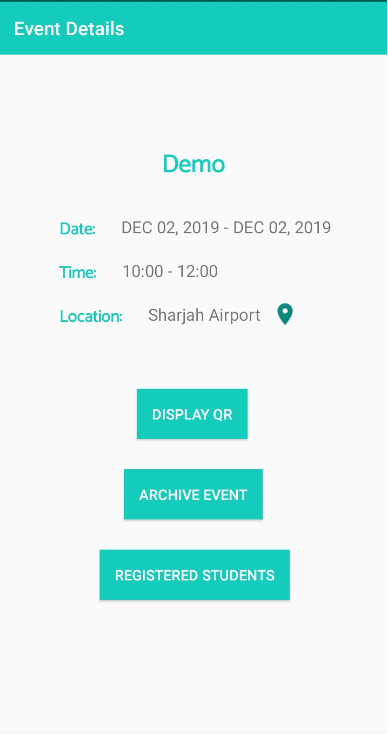 Event Details
Demo
Date: DEC 02, 2019 - DEC 02, 2019
Time: 10:00 - 12:00
Location: Sharjah Airport
DISPLAY QR
ARCHIVE EVENT
REGISTERED STUDENTS